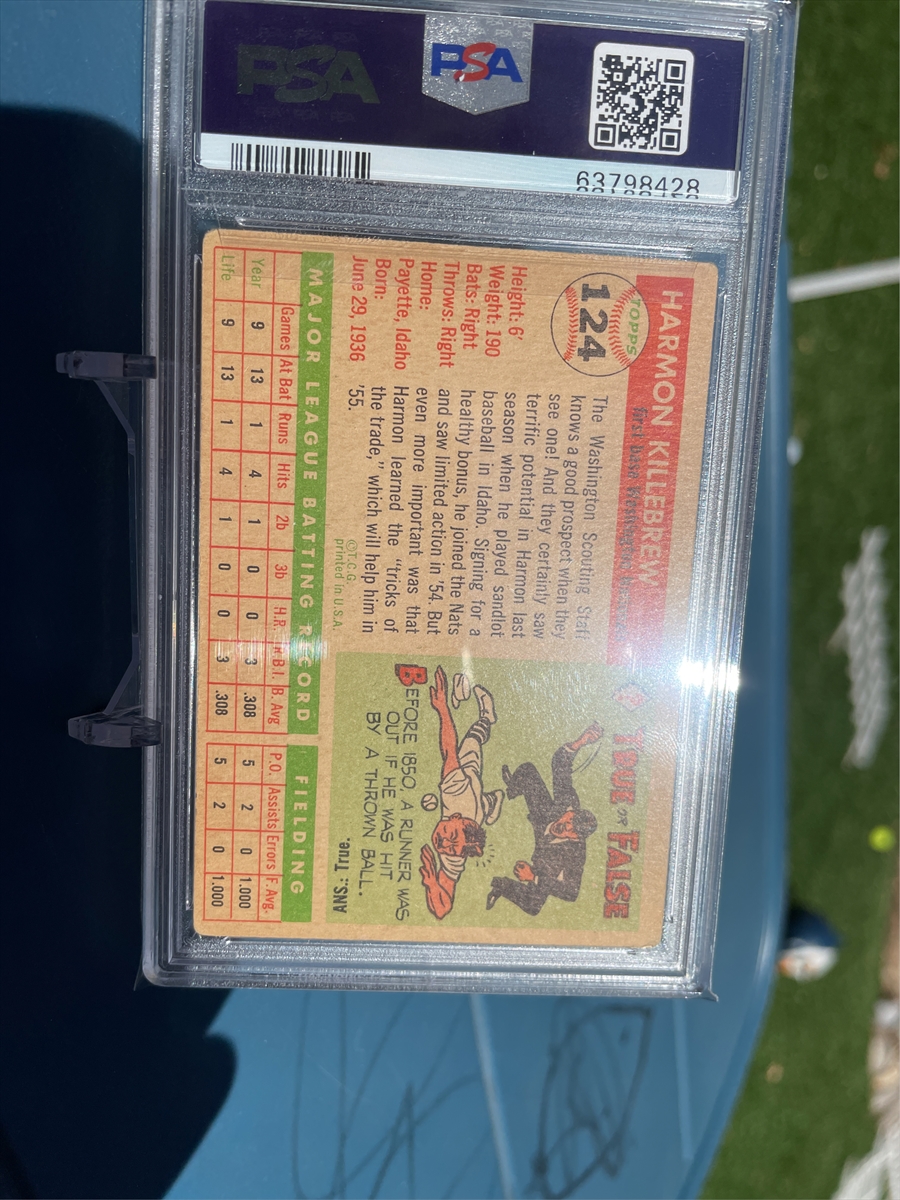 PSA
PSA
63798428
TOPPS
124
HARMON KILLEBREW
first base Washington
Height: 6'
Weight: 190
Bats: Right
Throws: Right
Home:
Payette, Idaho
Born:
June 29, 1936
The Washington Scouting Staff
knows a good prospect when they
see one! And they certainly saw
terrific potential in Harmon last
season when he played sandlot
baseball in Idaho. Signing for a
healthy bonus, he joined the Nats
and saw limited action in '54. But
even more important was that
Harmon learned the "tricks of
the trade," which will help him in
'55.
©T.C.G.
printed in U.S.A.
TRUE OR FALSE
BEFORE 1850, A RUNNER WAS
OUT IF HE WAS HIT
BY A THROWN BALL.
ANS.: True.
MAJOR LEAGUE BATTING RECORD FIELDING
Games At Bat Runs Hits 2b 3b H.R. R.B.I. B. Avg P.O. Assists Errors F. Avg.
Year 9 13 1 4 1 0 0 3 .308 5 2 0 1.000
Life 9 13 1 4 1 0 0 3 .308 5 2 0 1.000